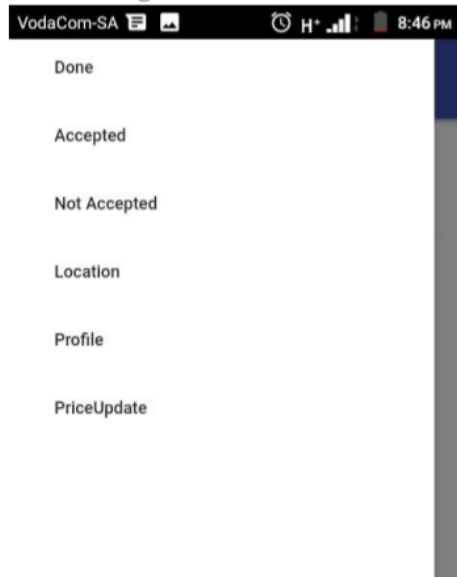 VodaCom-SA H+ 8:46 PM
Done
Accepted
Not Accepted
Location
Profile
PriceUpdate